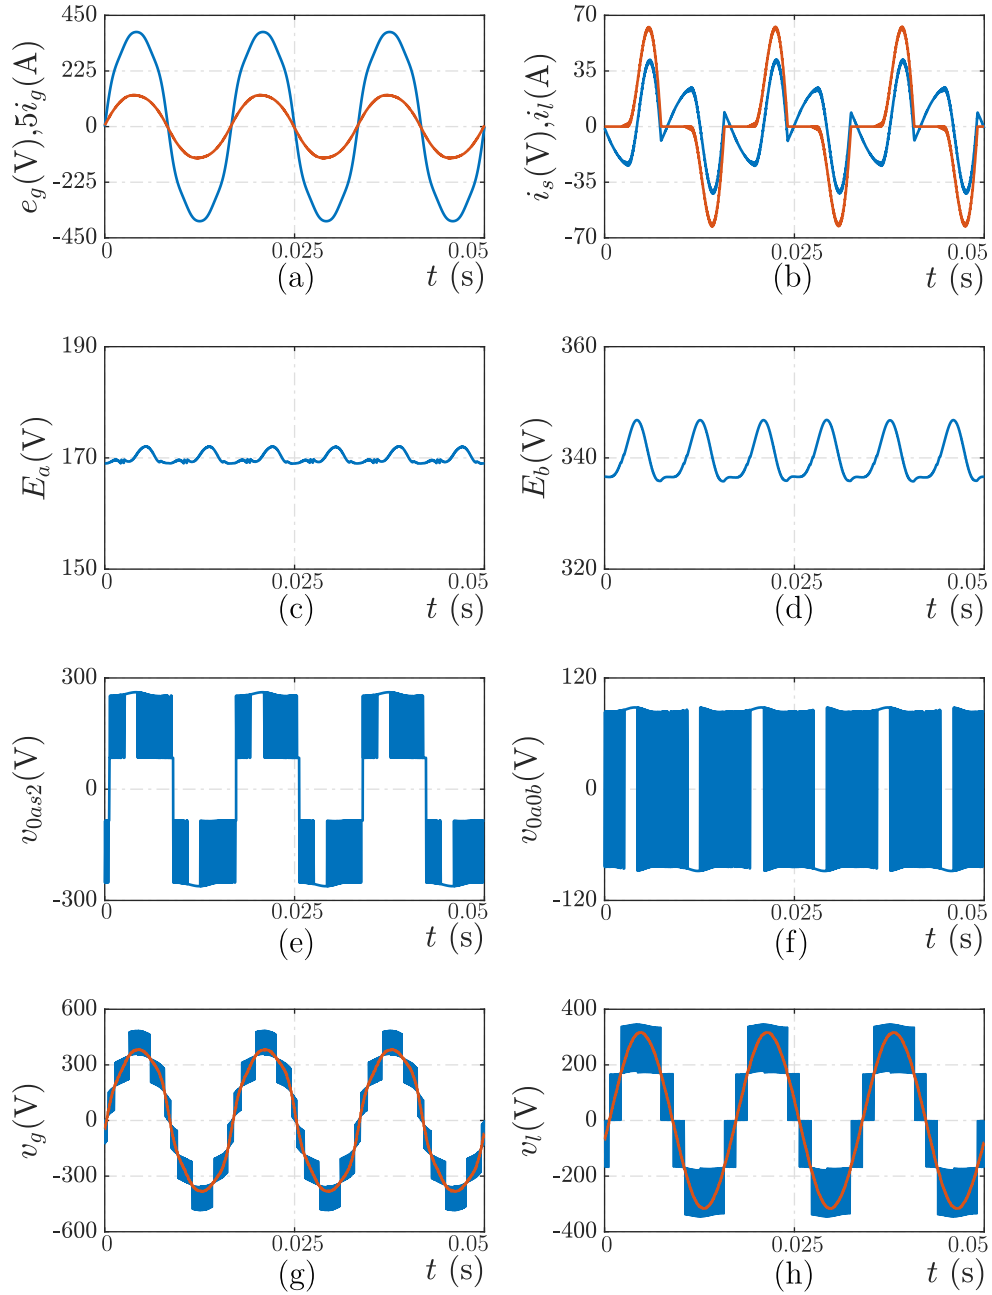 450
225
0
-225
-450
e_g(V),5i_g(A)
0
0.025
0.05
t (s)
(a)
70
35
0
-35
-70
i_s(V),i_l(A)
0
0.025
0.05
t (s)
(b)
190
170
150
E_a(V)
0
0.025
0.05
t (s)
(c)
360
340
320
E_b(V)
0
0.025
0.05
t (s)
(d)
300
0
-300
v_{0as2}(V)
0
0.025
0.05
t (s)
(e)
120
0
-120
v_{0a0b}(V)
0
0.025
0.05
t (s)
(f)
600
300
0
-300
-600
v_g(V)
0
0.025
0.05
t (s)
(g)
400
200
0
-200
-400
v_l(V)
0
0.025
0.05
t (s)
(h)